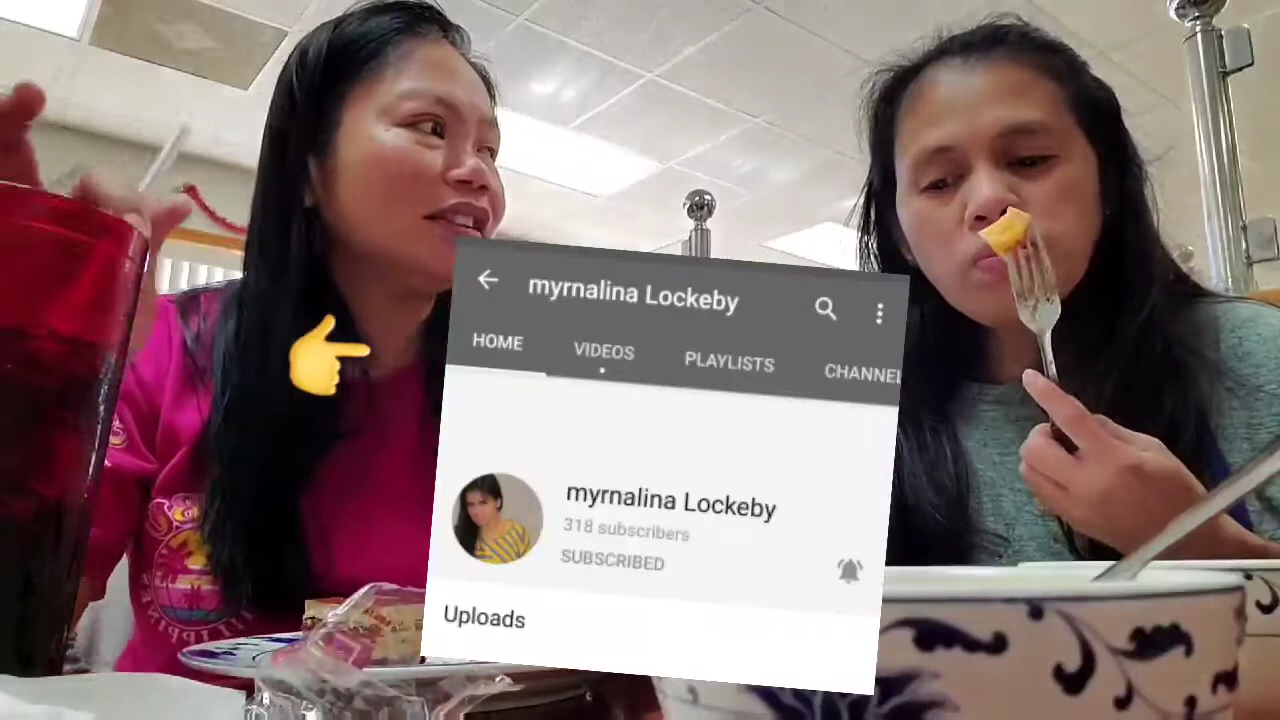 myrnalina Lockeby
HOME VIDEOS PLAYLISTS CHANNEL
myrnalina Lockeby
318 subscribers
SUBSCRIBED
Uploads